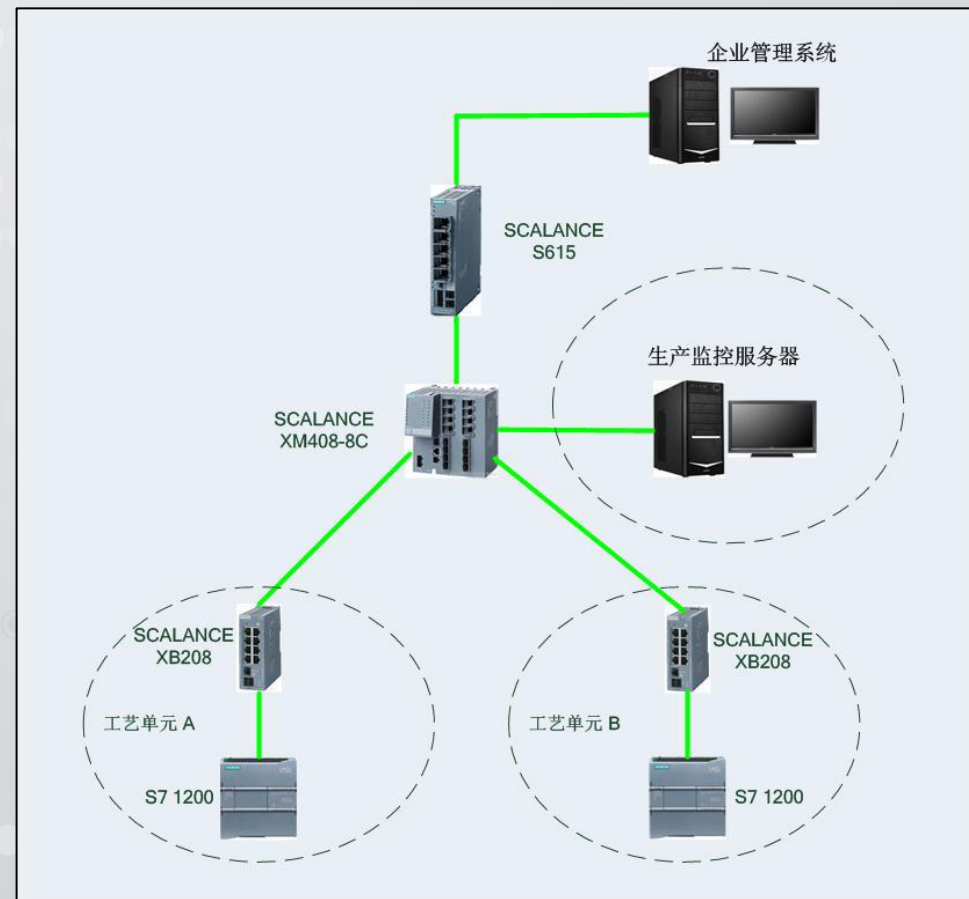 企业管理系统
SCALANCE
S615
生产监控服务器
SCALANCE
XM408-8C
SCALANCE
XB208
SCALANCE
XB208
工艺单元 A
工艺单元 B
S7 1200
S7 1200